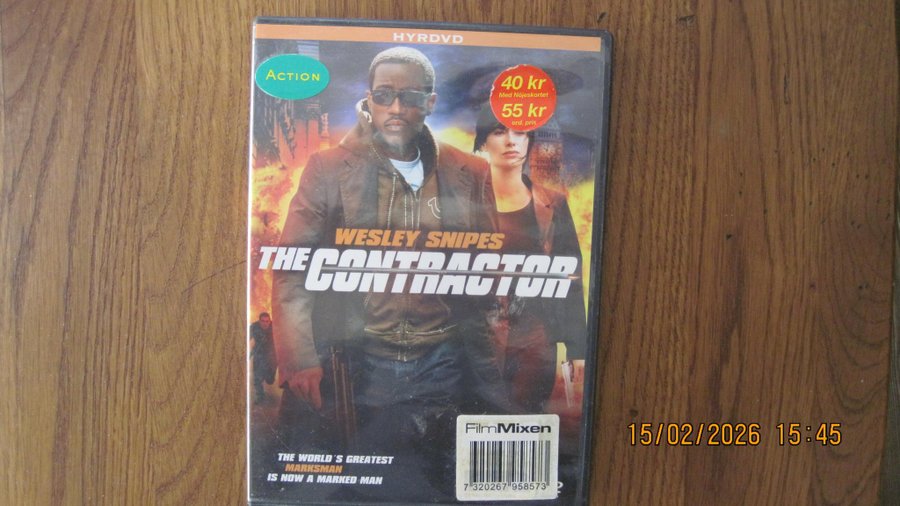 HYRDVD
ACTION
40 kr
Med Nöjeskortet
55 kr
ord. pris
WESLEY SNIPES
THE CONTRACTOR
THE WORLD'S GREATEST
MARKSMAN
IS NOW A MARKED MAN
FilmMixen
7 320267 958573
15/02/2026 15:45